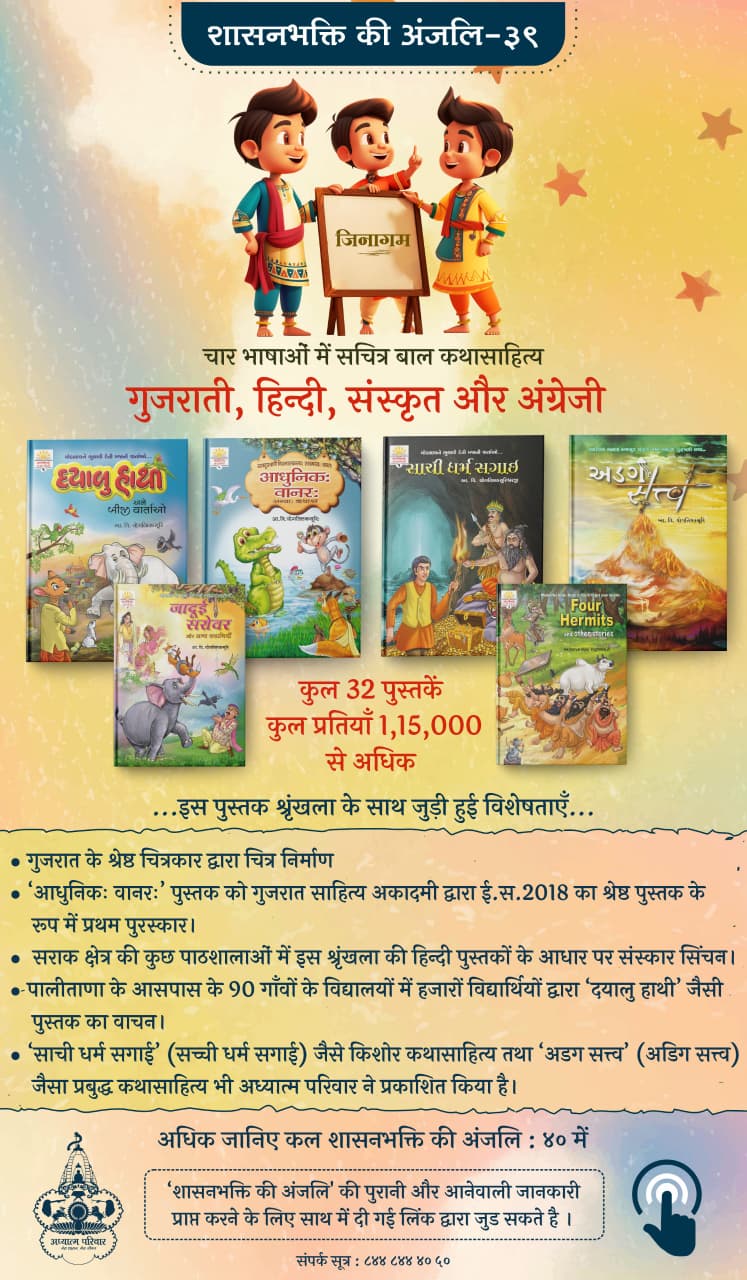 शासनभक्ति की अंजलि-३९
जिनागम
चार भाषाओं में सचित्र बाल कथासाहित्य
गुजराती, हिन्दी, संस्कृत और अंग्रेजी
દયાળુ હાથી
અને
બીજી વાર્તાઓ
आधुनिकः
वानरः
સાચી ધર્મ સગાઈ
અડગ
સત્ત્વ
जादूई
सरोवर
Four
Hermits
and other stories
कुल 32 पुस्तकें
कुल प्रतियाँ 1,15,000
से अधिक
...इस पुस्तक श्रृंखला के साथ जुड़ी हुई विशेषताएँ...
• गुजरात के श्रेष्ठ चित्रकार द्वारा चित्र निर्माण
• ‘आधुनिकः वानरः’ पुस्तक को गुजरात साहित्य अकादमी द्वारा ई.स.2018 का श्रेष्ठ पुस्तक के
रूप में प्रथम पुरस्कार।
• सराक क्षेत्र की कुछ पाठशालाओं में इस श्रृंखला की हिन्दी पुस्तकों के आधार पर संस्कार सिंचन।
• पालीताणा के आसपास के 90 गाँवों के विद्यालयों में हजारों विद्यार्थियों द्वारा ‘दयालु हाथी’ जैसी
पुस्तक का वाचन।
• ‘साची धर्म सगाई’ (सच्ची धर्म सगाई) जैसे किशोर कथासाहित्य तथा ‘अडग सत्त्व’ (अडिग सत्त्व)
जैसा प्रबुद्ध कथासाहित्य भी अध्यात्म परिवार ने प्रकाशित किया है।
अधिक जानिए कल शासनभक्ति की अंजलि : ४० में
‘शासनभक्ति की अंजलि' की पुरानी और आनेवाली जानकारी
प्राप्त करने के लिए साथ में दी गई लिंक द्वारा जुड सकते है ।
अध्यात्म परिवार
संपर्क सूत्र : ८४४ ८४४ ४० ५०